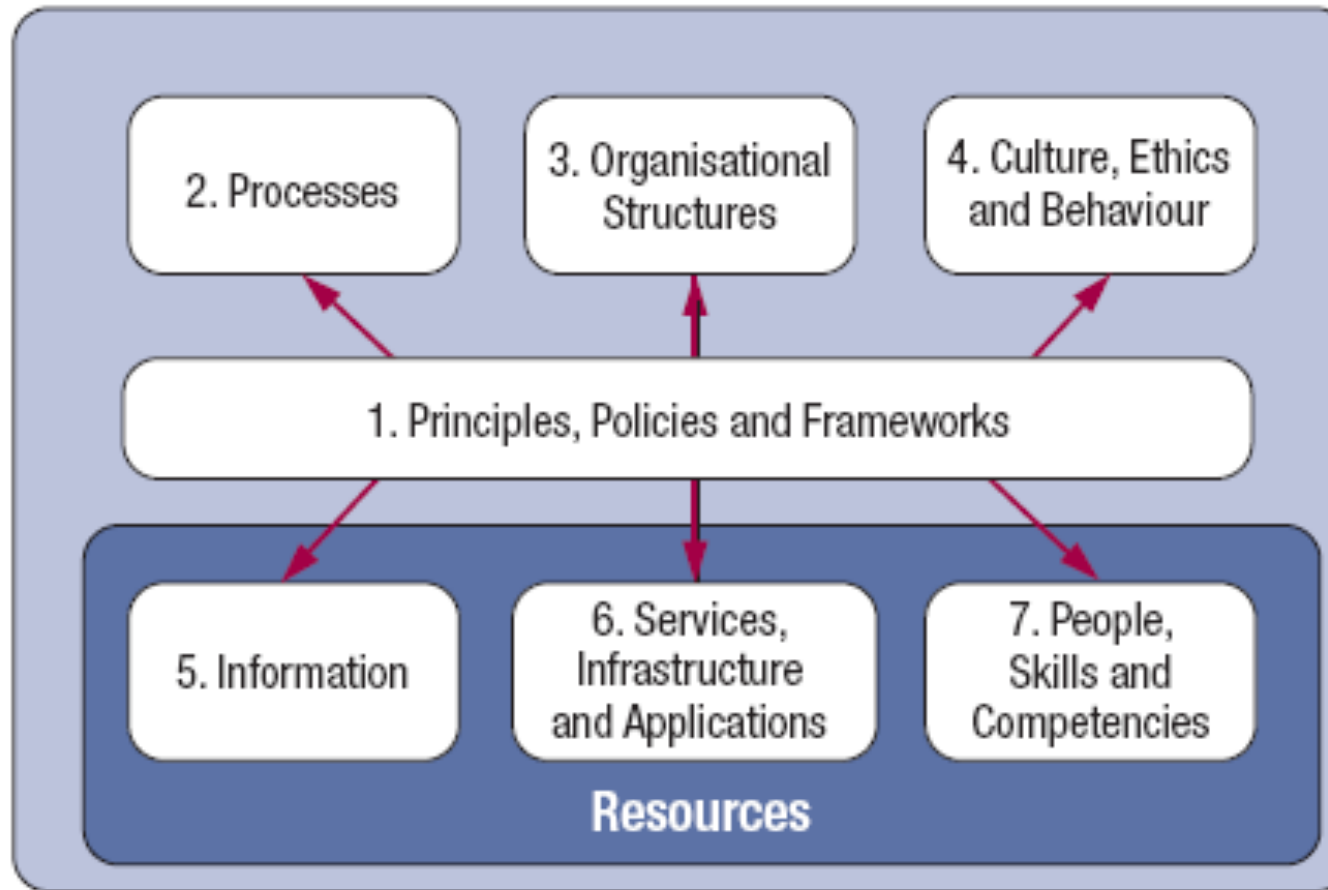 2. Processes
3. Organisational
Structures
4. Culture, Ethics
and Behaviour
1. Principles, Policies and Frameworks
5. Information
6. Services,
Infrastructure
and Applications
7. People,
Skills and
Competencies
Resources